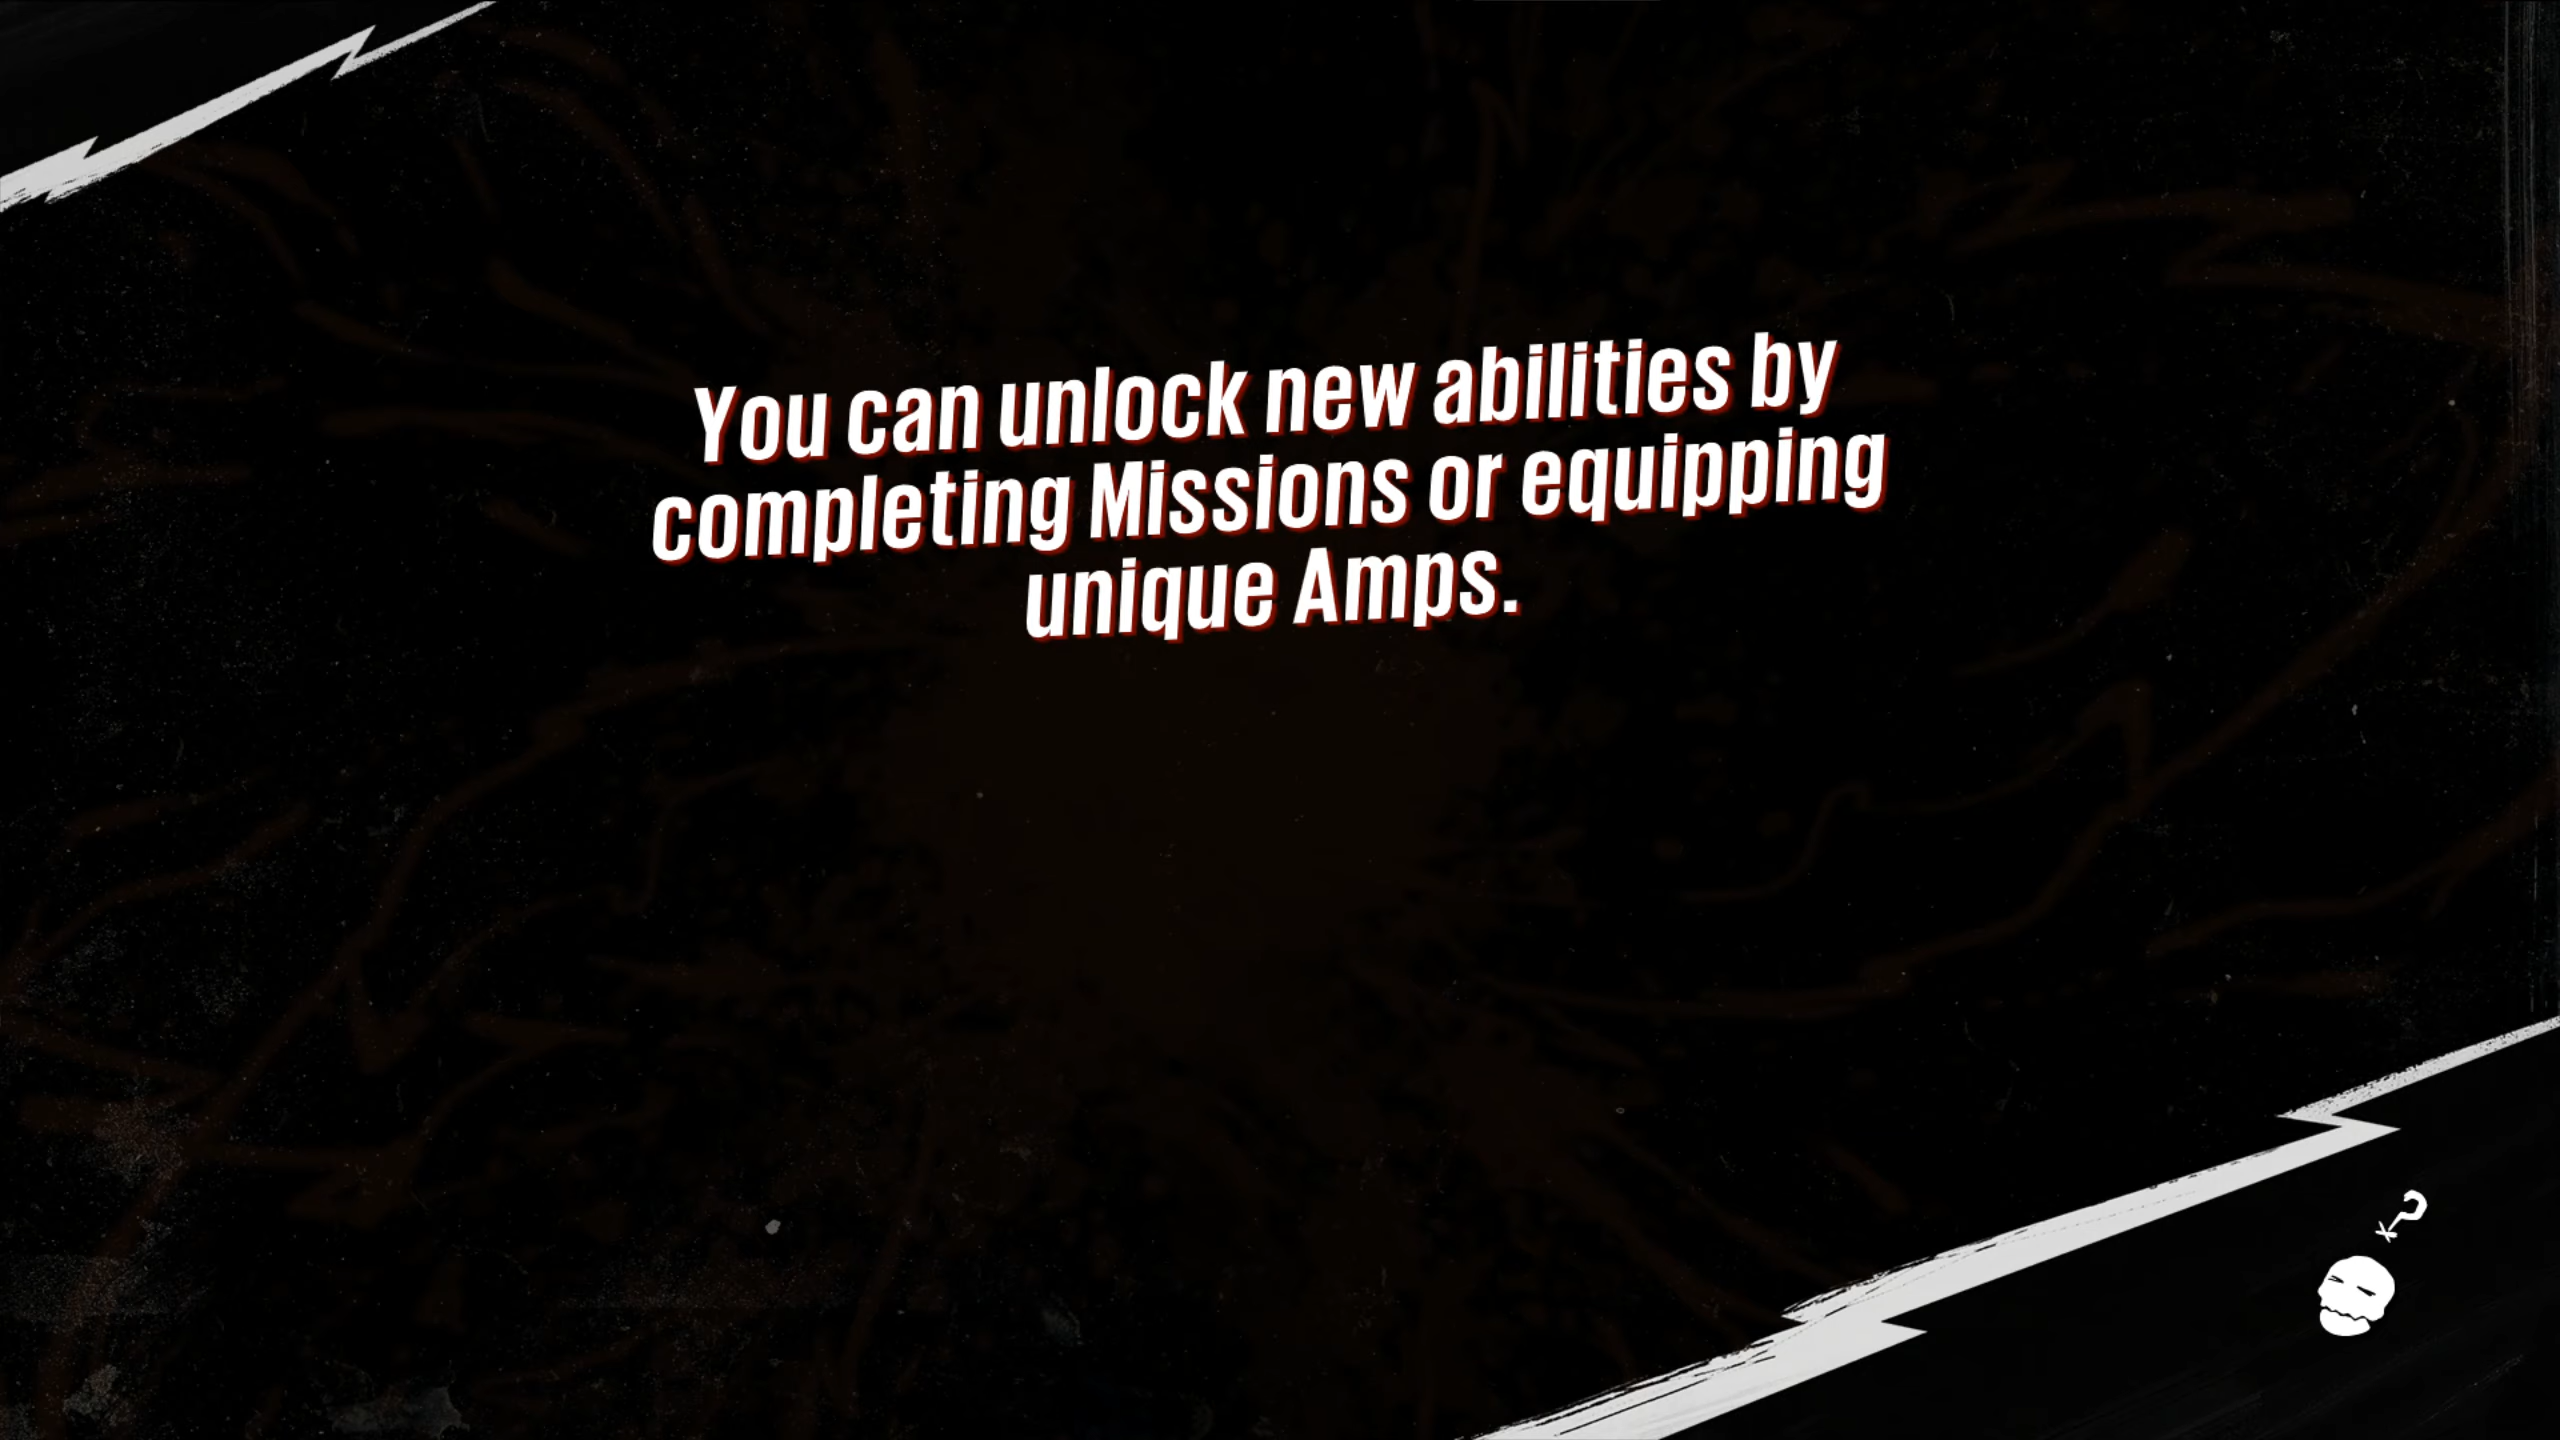 You can unlock new abilities by
completing Missions or equipping
unique Amps.